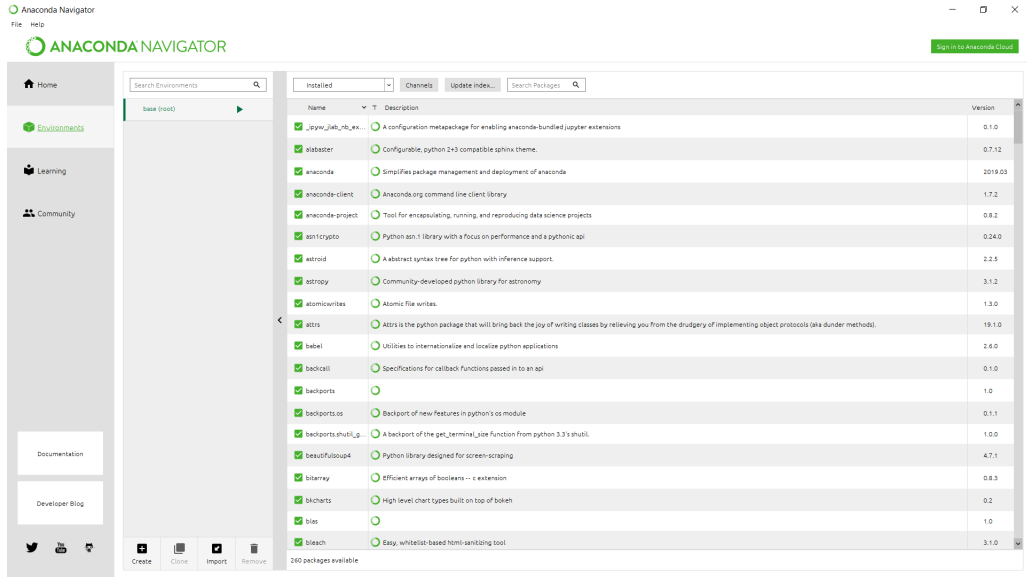 Anaconda Navigator
File Help
ANACONDA NAVIGATOR
Sign in to Anaconda Cloud
Home
Environments
Learning
Community
Documentation
Developer Blog
You Tube
Search Environments
base (root)
Create Clone Import Remove
Installed Channels Update index... Search Packages
Name T Description Version
_ipyw_jlab_nb_ex... A configuration metapackage for enabling anaconda-bundled jupyter extensions 0.1.0
alabaster Configurable, python 2+3 compatible sphinx theme. 0.7.12
anaconda Simplifies package management and deployment of anaconda 2019.03
anaconda-client Anaconda.org command line client library 1.7.2
anaconda-project Tool for encapsulating, running, and reproducing data science projects 0.8.2
asn1crypto Python asn.1 library with a focus on performance and a pythonic api 0.24.0
astroid A abstract syntax tree for python with inference support. 2.2.5
astropy Community-developed python library for astronomy 3.1.2
atomicwrites Atomic file writes. 1.3.0
attrs Attrs is the python package that will bring back the joy of writing classes by relieving you from the drudgery of implementing object protocols (aka dunder methods). 19.1.0
babel Utilities to internationalize and localize python applications 2.6.0
backcall Specifications for callback functions passed in to an api 0.1.0
backports 1.0
backports.os Backport of new features in python's os module 0.1.1
backports.shutil_g... A backport of the get_terminal_size function from python 3.3's shutil. 1.0.0
beautifulsoup4 Python library designed for screen-scraping 4.7.1
bitarray Efficient arrays of booleans -- c extension 0.8.3
bkcharts High level chart types built on top of bokeh 0.2
blas 1.0
bleach Easy, whitelist-based html-sanitizing tool 3.1.0
260 packages available